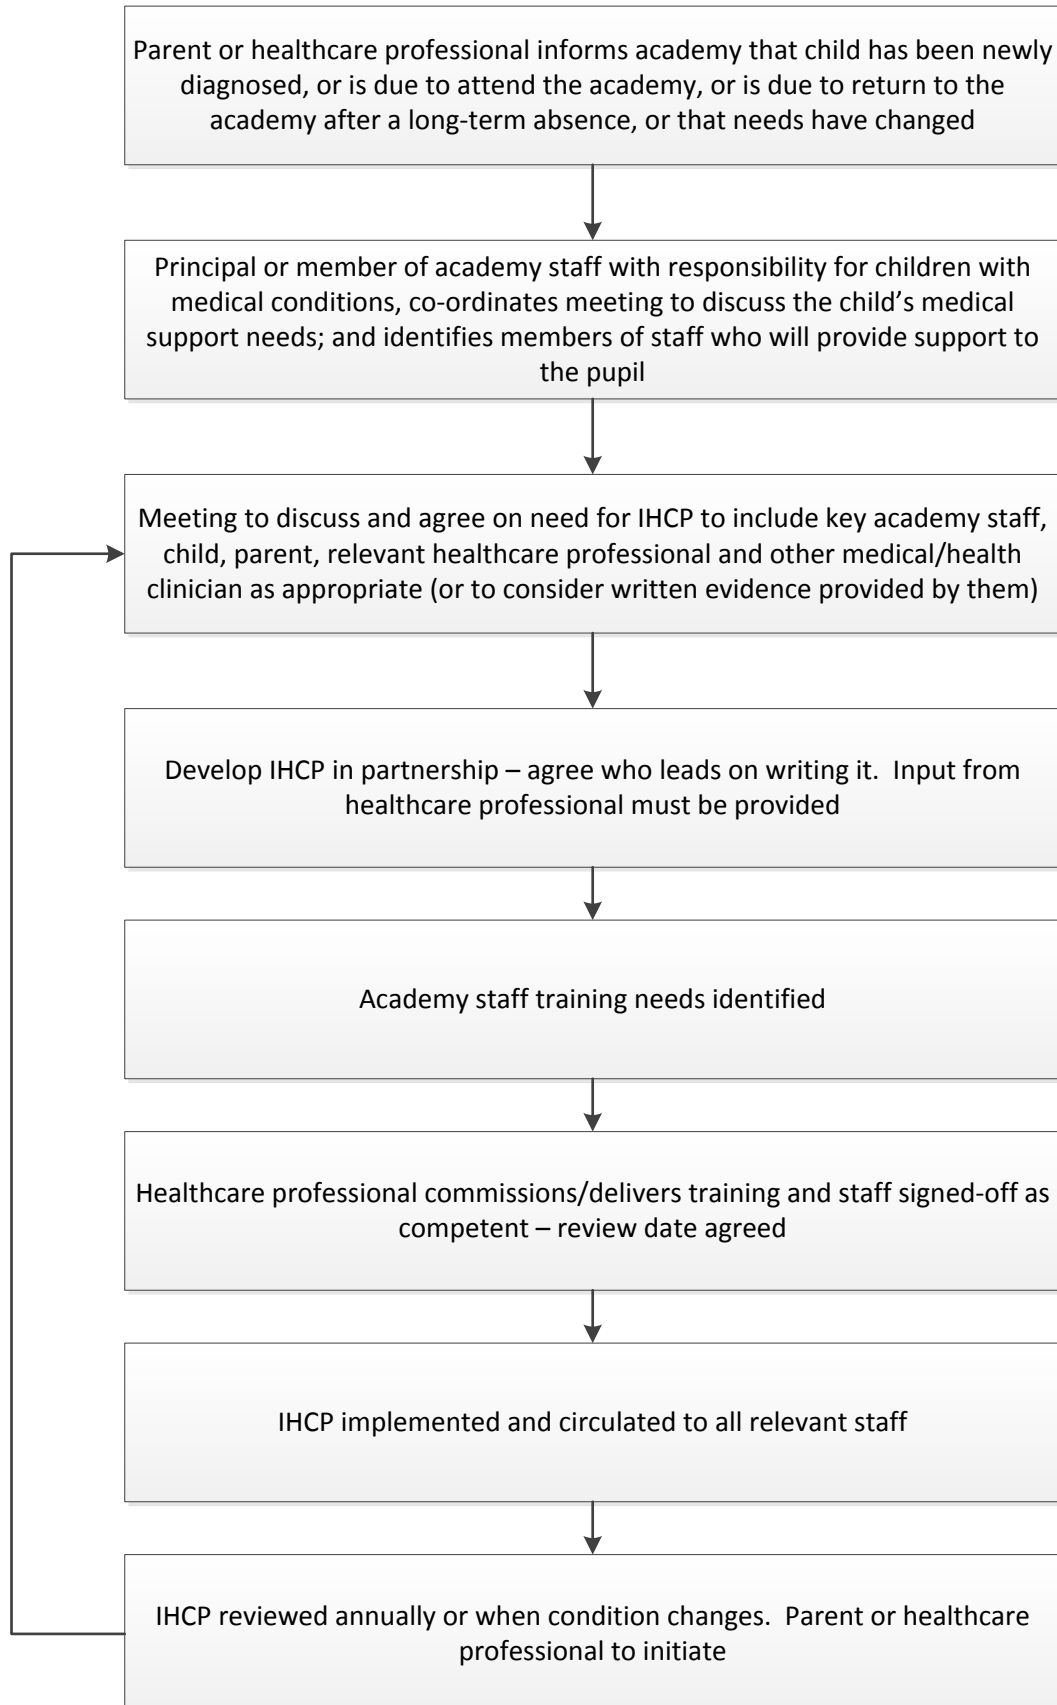 Parent or healthcare professional informs academy that child has been newly
diagnosed, or is due to attend the academy, or is due to return to the
academy after a long-term absence, or that needs have changed
Principal or member of academy staff with responsibility for children with
medical conditions, co-ordinates meeting to discuss the child’s medical
support needs; and identifies members of staff who will provide support to
the pupil
Meeting to discuss and agree on need for IHCP to include key academy staff,
child, parent, relevant healthcare professional and other medical/health
clinician as appropriate (or to consider written evidence provided by them)
Develop IHCP in partnership – agree who leads on writing it.  Input from
healthcare professional must be provided
Academy staff training needs identified
Healthcare professional commissions/delivers training and staff signed-off as
competent – review date agreed
IHCP implemented and circulated to all relevant staff
IHCP reviewed annually or when condition changes.  Parent or healthcare
professional to initiate